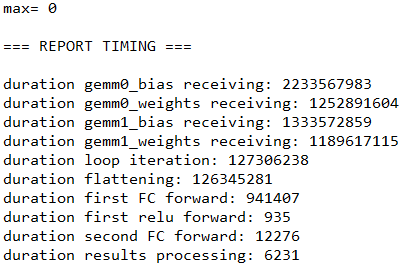 max= 0
=== REPORT TIMING ===
duration gemm0_bias receiving: 2233567983
duration gemm0_weights receiving: 1252891604
duration gemm1_bias receiving: 1333572859
duration gemm1_weights receiving: 1189617115
duration loop iteration: 127306238
duration flattening: 126345281
duration first FC forward: 941407
duration first relu forward: 935
duration second FC forward: 12276
duration results processing: 6231